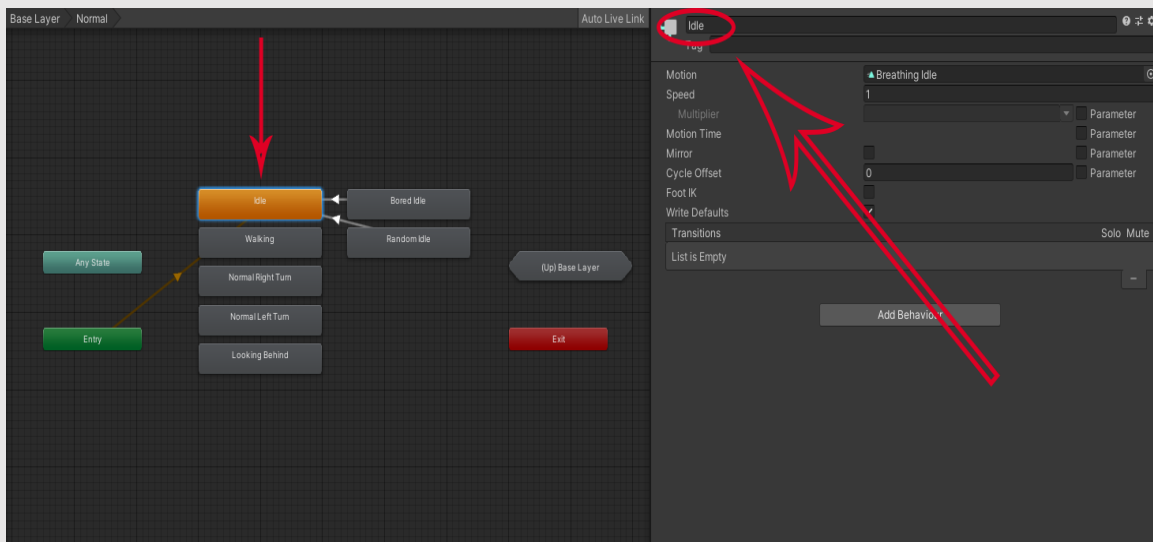 Base Layer Normal Auto Live Link
Idle
Bored Idle
Walking
Random Idle
Any State
Normal Right Turn
(Up) Base Layer
Normal Left Turn
Entry
Exit
Looking Behind
Idle
Tag
Motion Breathing Idle
Speed 1
Multiplier Parameter
Motion Time Parameter
Mirror Parameter
Cycle Offset 0 Parameter
Foot IK
Write Defaults
Transitions Solo Mute
List is Empty
Add Behaviour